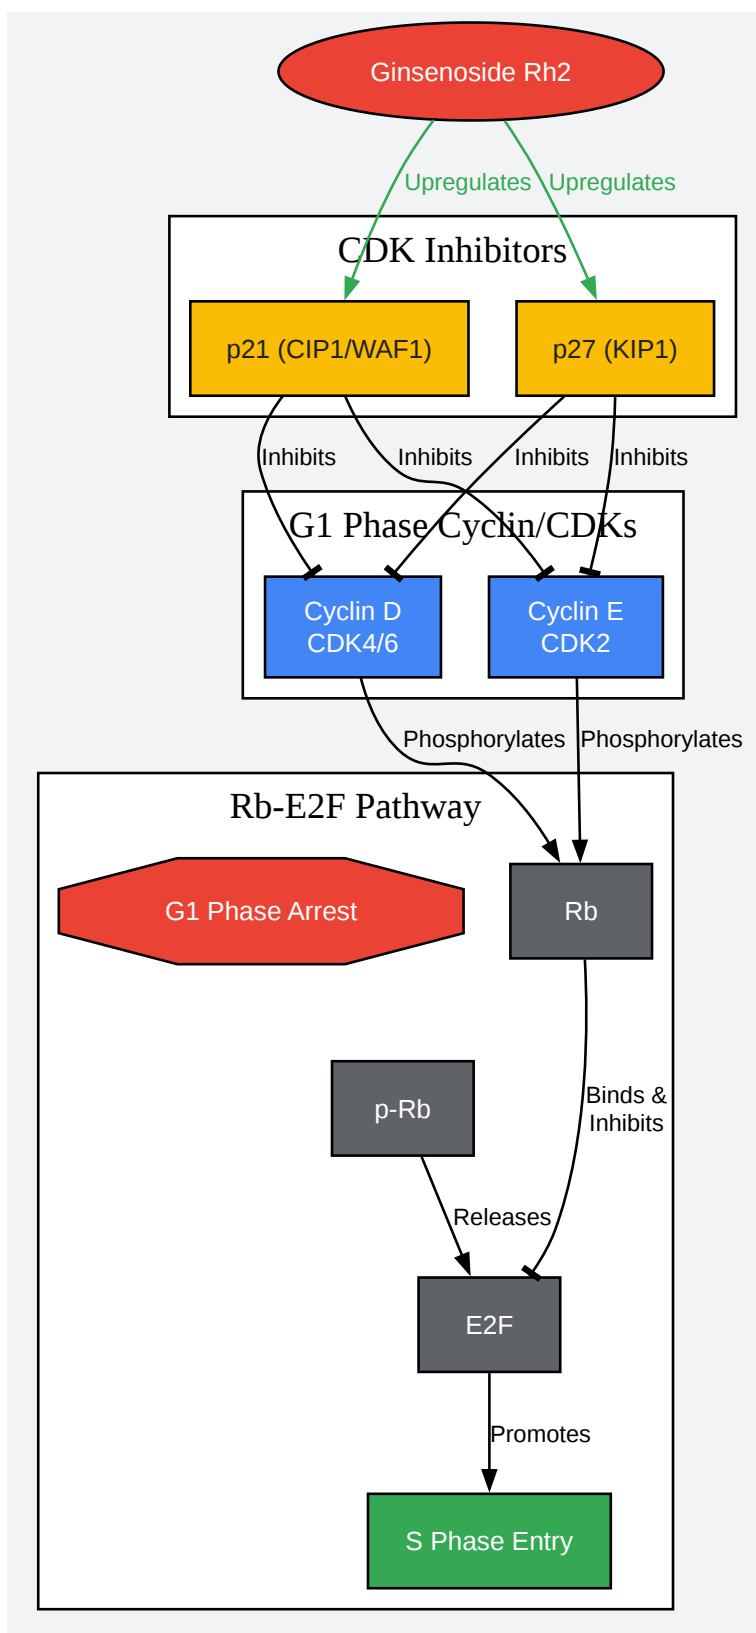 Ginsenoside Rh2
Upregulates
Upregulates
CDK Inhibitors
p21 (CIP1/WAF1)
p27 (KIP1)
Inhibits
Inhibits
Inhibits
Inhibits
G1 Phase Cyclin/CDKs
Cyclin D
CDK4/6
Cyclin E
CDK2
Phosphorylates
Phosphorylates
Rb-E2F Pathway
G1 Phase Arrest
Rb
p-Rb
Binds &
Inhibits
Releases
E2F
Promotes
S Phase Entry